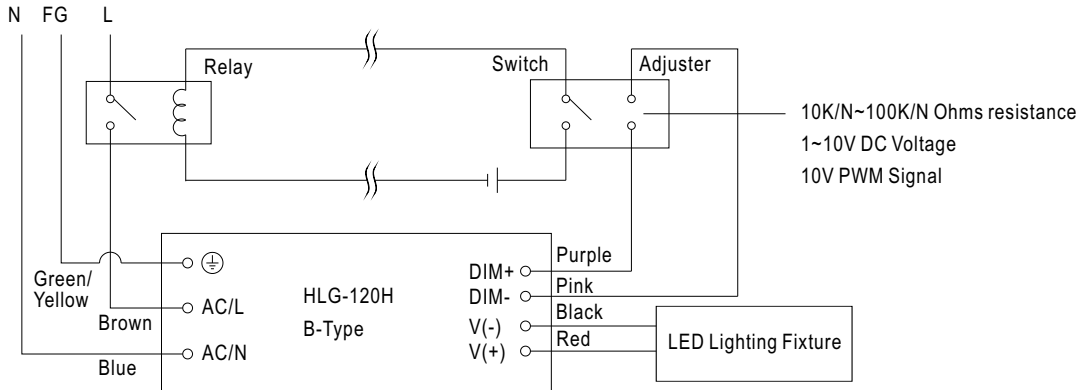 N FG L
Relay
Switch
Adjuster
10K/N~100K/N Ohms resistance
1~10V DC Voltage
10V PWM Signal
Green/
Yellow
Brown
Blue
AC/L
AC/N
HLG-120H
B-Type
DIM+
DIM-
V(-)
V(+)
Purple
Pink
Black
Red
LED Lighting Fixture